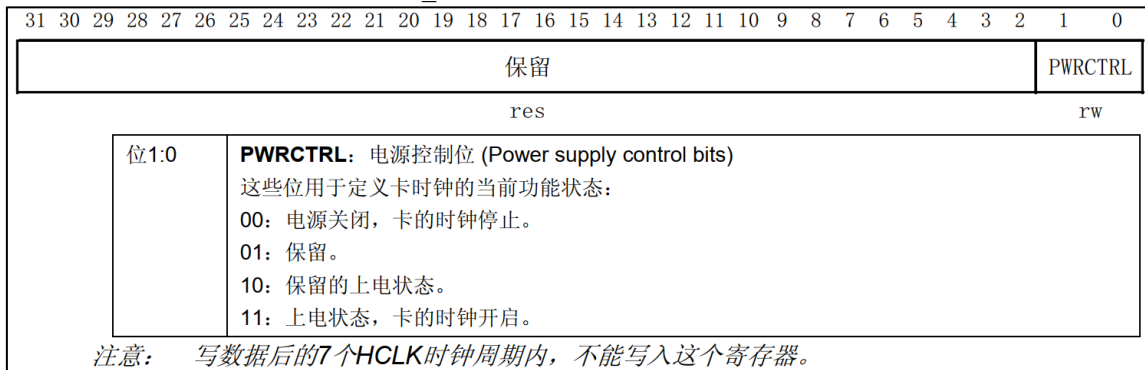 31 30 29 28 27 26 25 24 23 22 21 20 19 18 17 16 15 14 13 12 11 10 9 8 7 6 5 4 3 2 1 0
保留 PWRCTRL
res rw
位1:0 PWRCTRL：电源控制位 (Power supply control bits)
这些位用于定义卡时钟的当前功能状态：
00：电源关闭，卡的时钟停止。
01：保留。
10：保留的上电状态。
11：上电状态，卡的时钟开启。
注意： 写数据后的7个HCLK时钟周期内，不能写入这个寄存器。